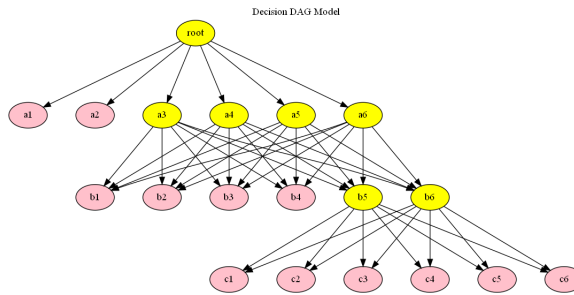 Decision DAG Model
root
a1 a2 a3 a4 a5 a6
b1 b2 b3 b4 b5 b6
c1 c2 c3 c4 c5 c6